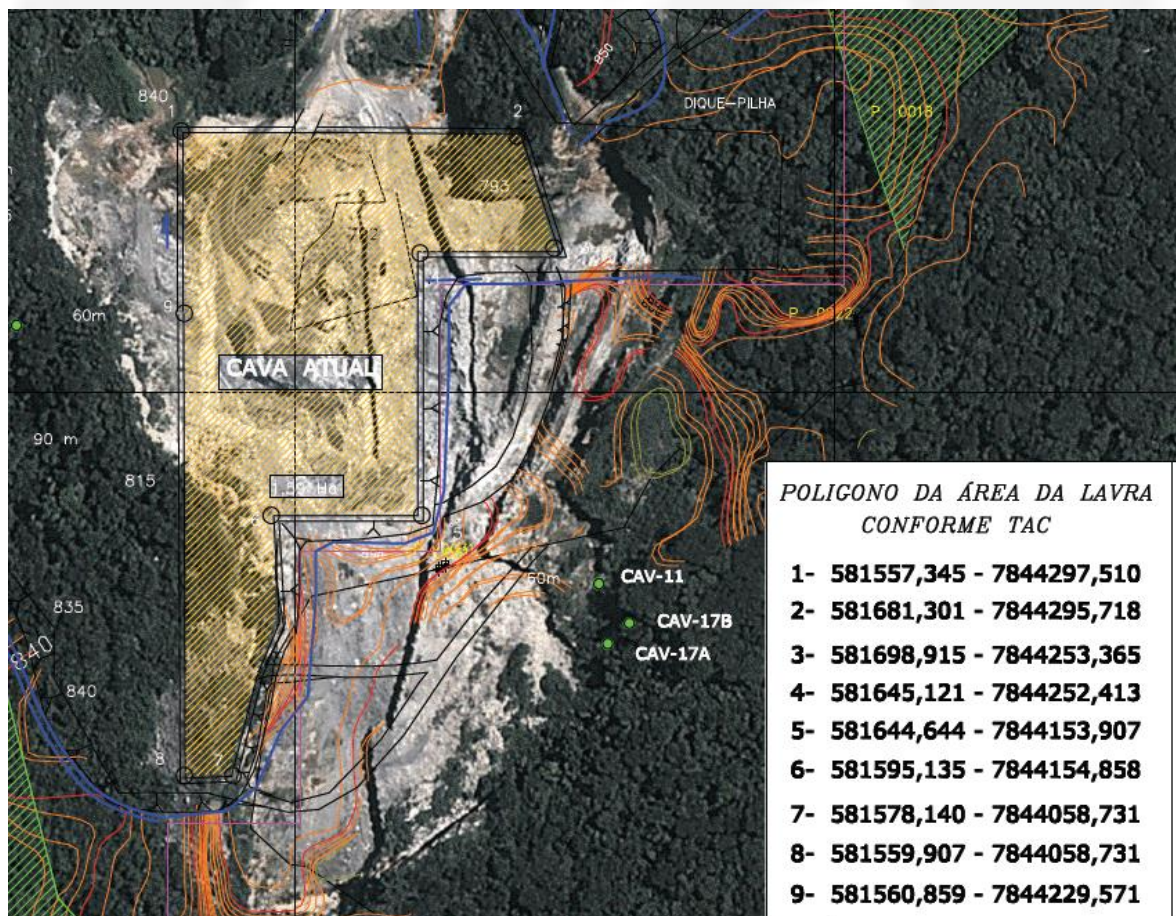 840
1
2
850
DIQUE-PILHA
P 0018
793
9
60m
P 0022
CAVA ATUAL
90 m
815
CAV-11
50m
CAV-17B
CAV-17A
835
840
840
8
7
5
POLIGONO DA ÁREA DA LAVRA
CONFORME TAC
1- 581557,345 - 7844297,510
2- 581681,301 - 7844295,718
3- 581698,915 - 7844253,365
4- 581645,121 - 7844252,413
5- 581644,644 - 7844153,907
6- 581595,135 - 7844154,858
7- 581578,140 - 7844058,731
8- 581559,907 - 7844058,731
9- 581560,859 - 7844229,571